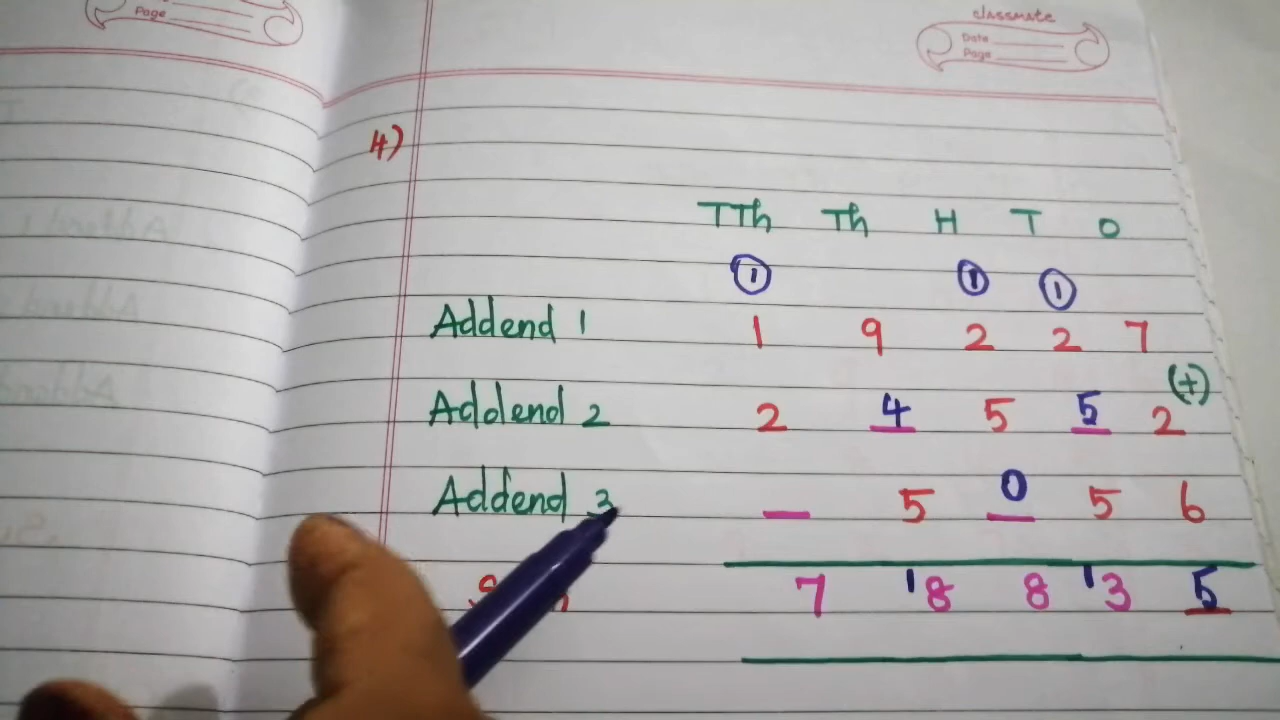 Page
classmate
Date
Page
4)
TTh Th H T O
1 1 1
Addend 1 1 9 2 2 7
(+)
Addend 2 2 4 5 5 2
Addend 3 _ 5 0 5 6
7 18 8 13 5